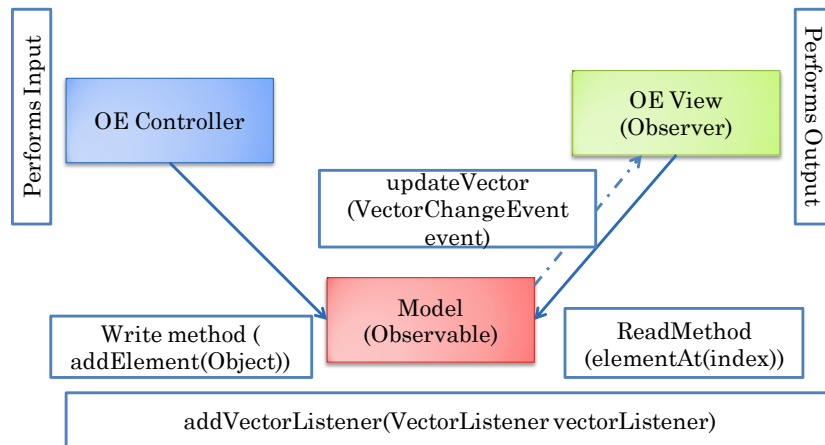 Performs Input
OE Controller
OE View
(Observer)
Performs Output
updateVector
(VectorChangeEvent
event)
Model
(Observable)
Write method (
addElement(Object))
ReadMethod
(elementAt(index))
addVectorListener(VectorListener vectorListener)